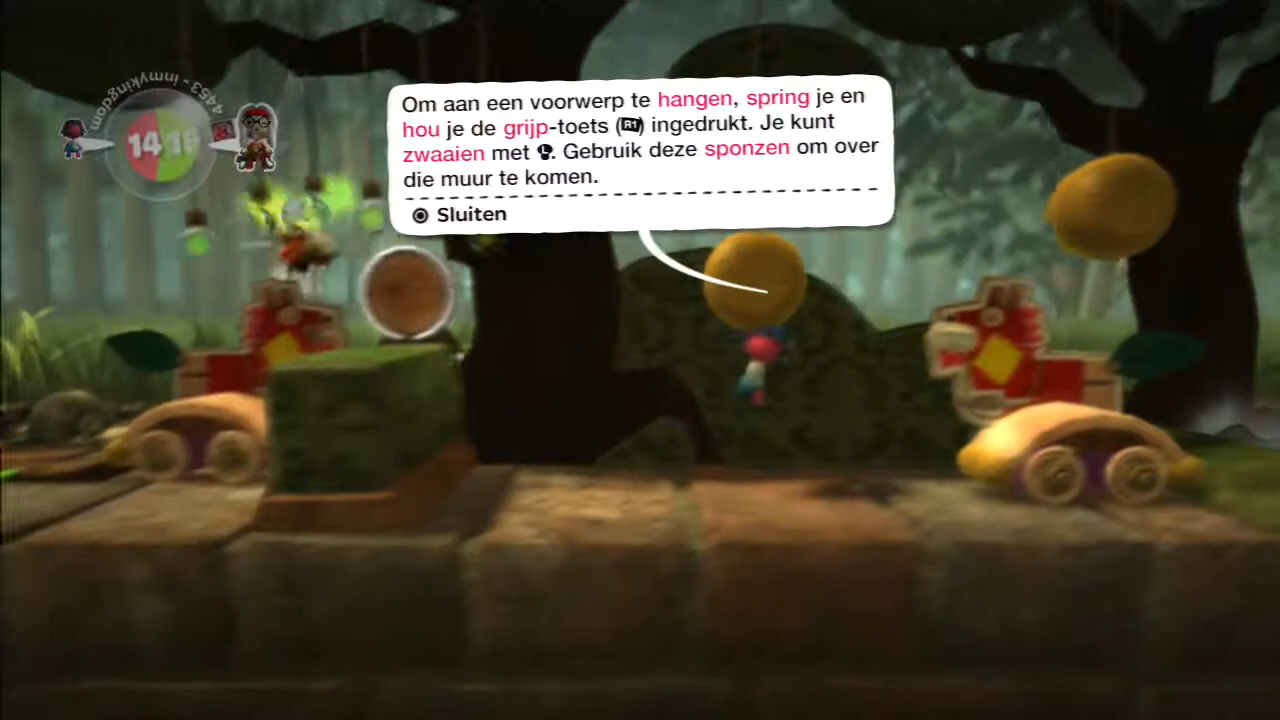 4453 - inmykingdom
14 16
Om aan een voorwerp te hangen, spring je en
hou je de grijp-toets (R1) ingedrukt. Je kunt
zwaaien met L. Gebruik deze sponzen om over
die muur te komen.
Sluiten